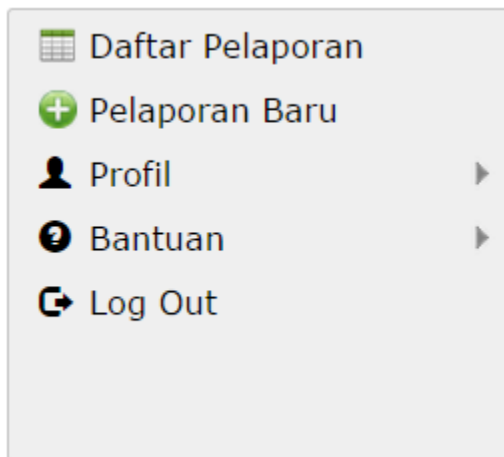 Daftar Pelaporan
Pelaporan Baru
Profil
Bantuan
Log Out